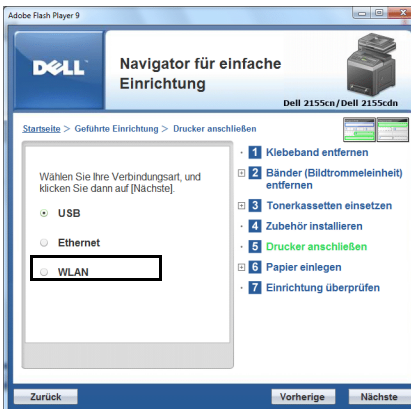 Adobe Flash Player 9
DELL
Navigator für einfache
Einrichtung
Dell 2155cn/Dell 2155cdn
Startseite > Geführte Einrichtung > Drucker anschließen
Wählen Sie Ihre Verbindungsart, und
klicken Sie dann auf [Nächste].
USB
Ethernet
WLAN
1 Klebeband entfernen
2 Bänder (Bildtrommeleinheit)
entfernen
3 Tonerkassetten einsetzen
4 Zubehör installieren
5 Drucker anschließen
6 Papier einlegen
7 Einrichtung überprüfen
Zurück
Vorherige
Nächste